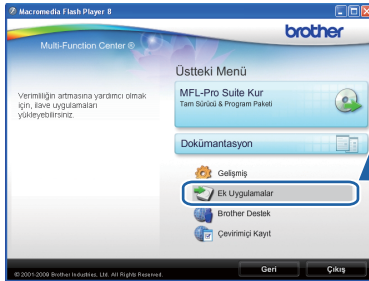 Macromedia Flash Player 8
brother
Multi-Function Center ®
Üstteki Menü
Verimliliğin artmasına yardımcı olmak
için, ilave uygulamaları
yükleyebilirsiniz.
MFL-Pro Suite Kur
Tam Sürücü & Program Paketi
Dokümantasyon
Gelişmiş
Ek Uygulamalar
Brother Destek
Çevirimiçi Kayıt
© 2001-2009 Brother Industries, Ltd. All Rights Reserved.
Geri
Çıkış